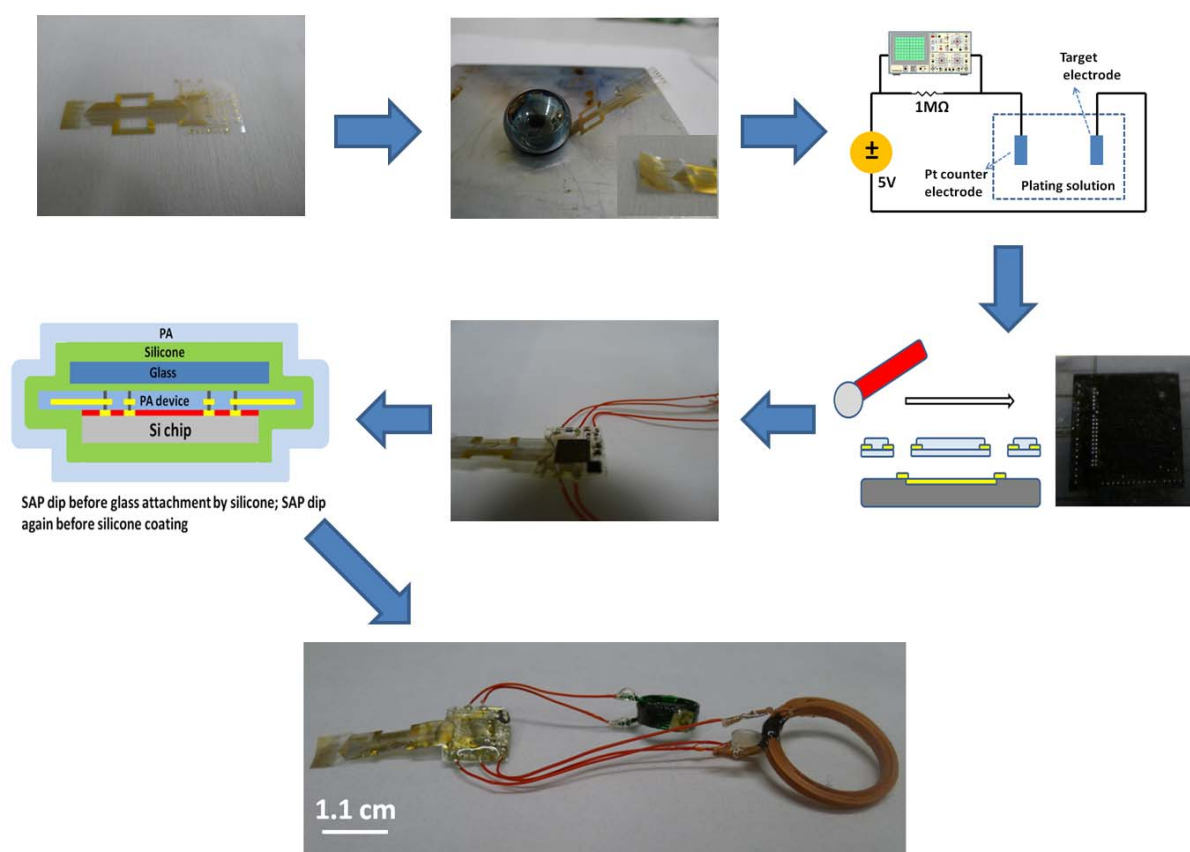 1MΩ
Target
electrode
±
5V
Pt counter
electrode
Plating solution
PA
Silicone
Glass
PA device
Si chip
SAP dip before glass attachment by silicone; SAP dip
again before silicone coating
1.1 cm